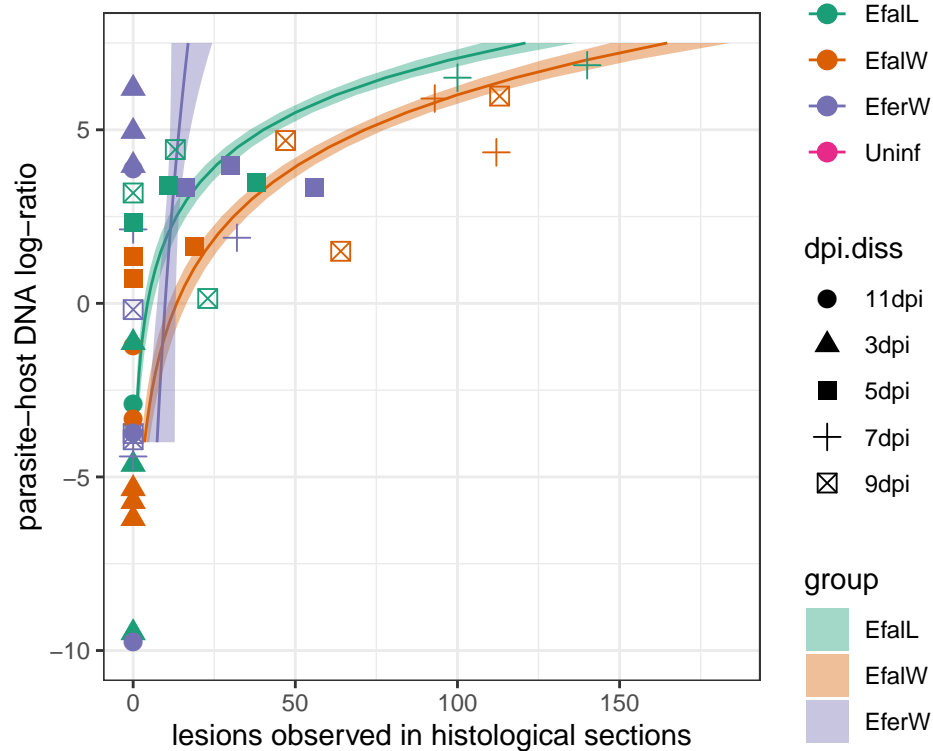 EfalL
EfalW
EferW
Uninf
dpi.diss
11dpi
3dpi
5dpi
7dpi
9dpi
group
EfalL
EfalW
EferW
parasite−host DNA log−ratio
5
0
−5
−10
0
50
100
150
lesions observed in histological sections